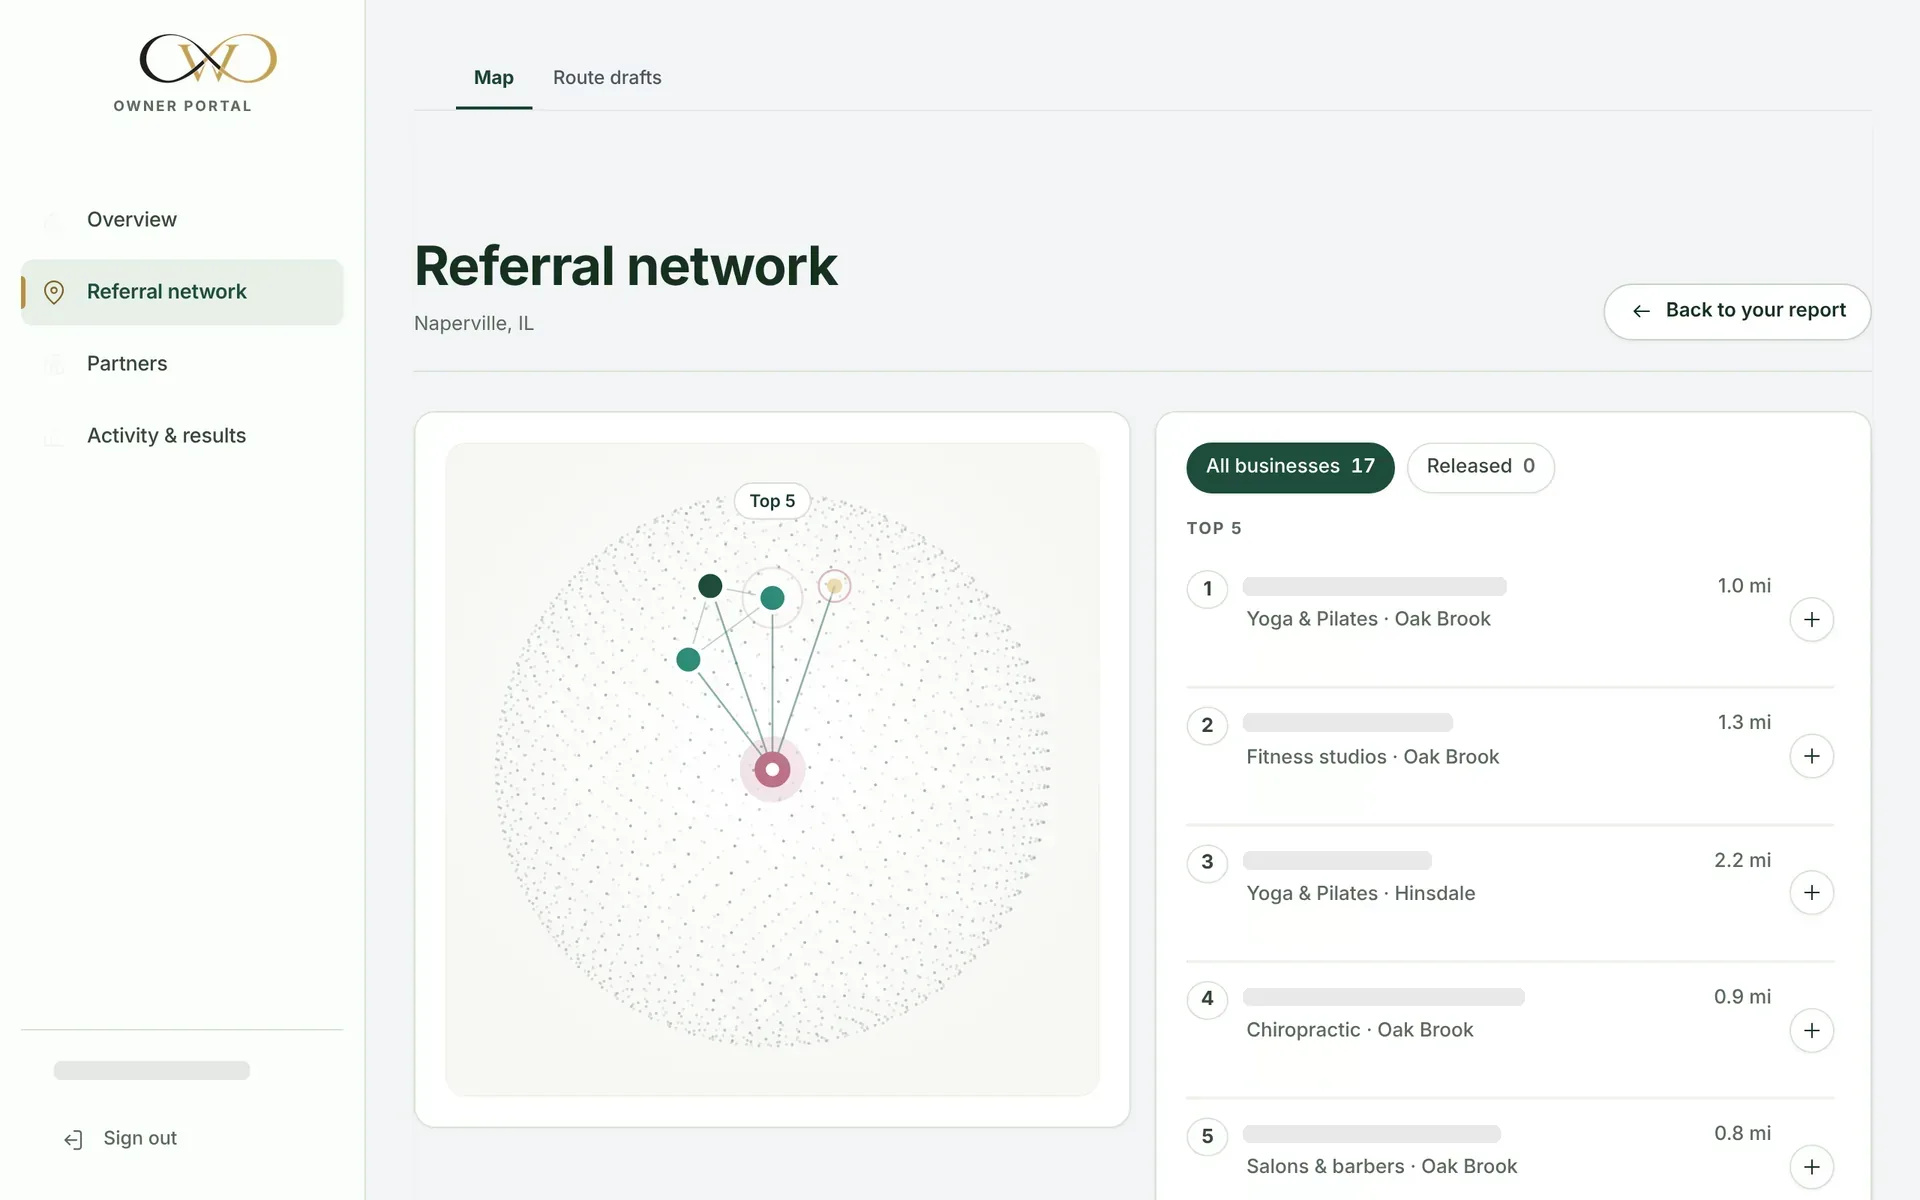 W
OWNER PORTAL
Overview
Referral network
Partners
Activity & results
Sign out
Map
Route drafts
Referral network
Naperville, IL
← Back to your report
Top 5
All businesses 17
Released 0
TOP 5
1
1.0 mi
Yoga & Pilates · Oak Brook
+
2
1.3 mi
Fitness studios · Oak Brook
+
3
2.2 mi
Yoga & Pilates · Hinsdale
+
4
0.9 mi
Chiropractic · Oak Brook
+
5
0.8 mi
Salons & barbers · Oak Brook
+